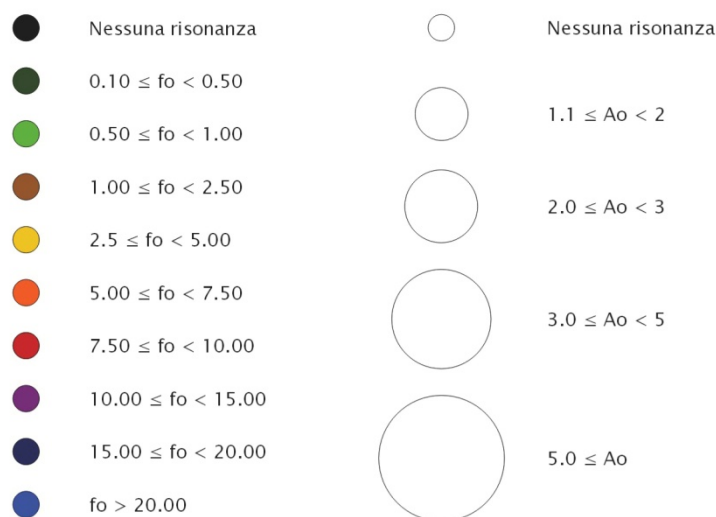 Nessuna risonanza
0.10 ≤ fo < 0.50
0.50 ≤ fo < 1.00
1.00 ≤ fo < 2.50
2.5 ≤ fo < 5.00
5.00 ≤ fo < 7.50
7.50 ≤ fo < 10.00
10.00 ≤ fo < 15.00
15.00 ≤ fo < 20.00
fo > 20.00
Nessuna risonanza
1.1 ≤ Ao < 2
2.0 ≤ Ao < 3
3.0 ≤ Ao < 5
5.0 ≤ Ao